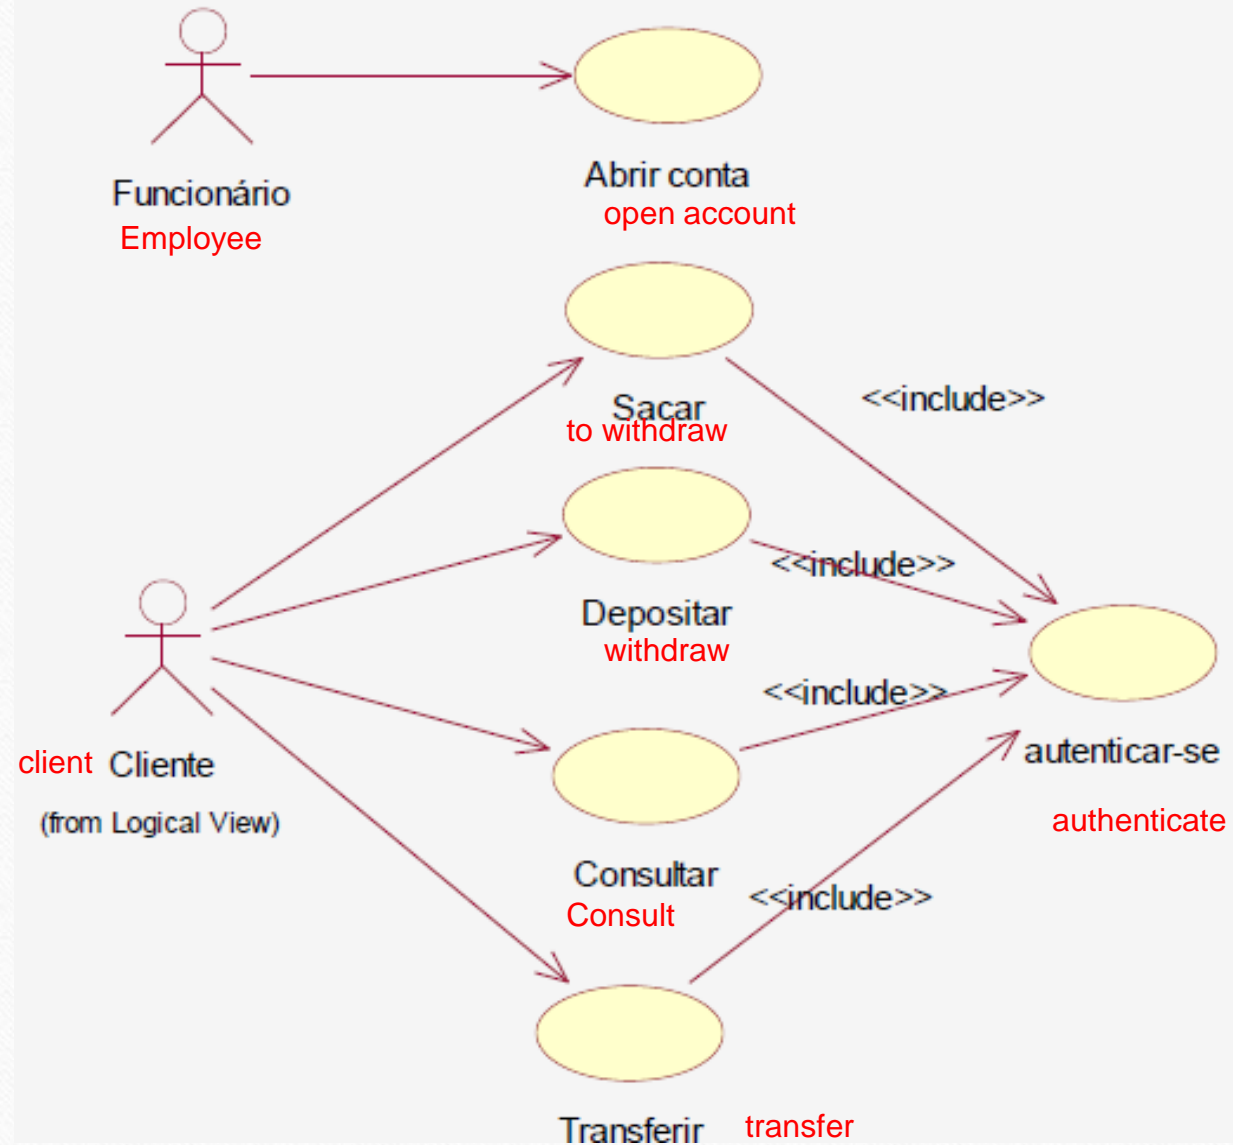 Funcionário
Employee
Abrir conta
open account
Sacar
to withdraw
<<include>>
Depositar
withdraw
<<include>>
client Cliente
(from Logical View)
<<include>>
autenticar-se
authenticate
Consultar
Consult
<<include>>
Transferir transfer